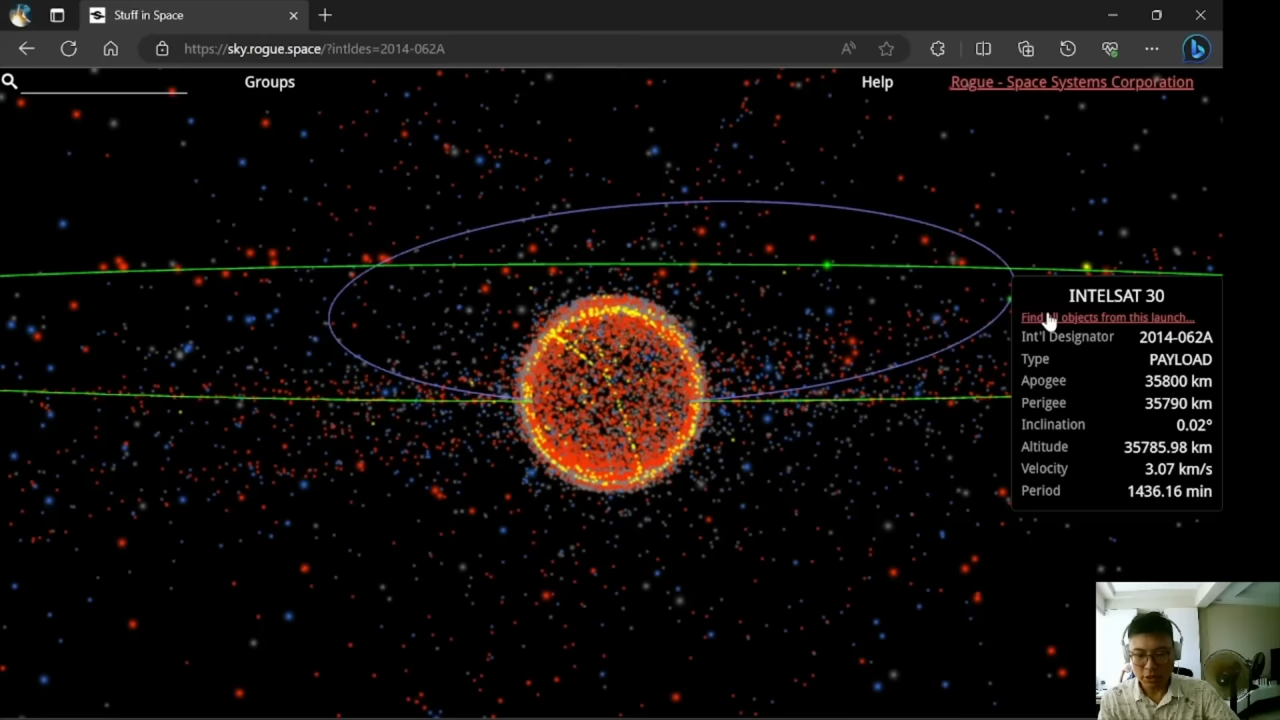 Stuff in Space
https://sky.rogue.space/?intldes=2014-062A
Groups
Help
Rogue - Space Systems Corporation
INTELSAT 30
Find all objects from this launch...
Int'l Designator 2014-062A
Type PAYLOAD
Apogee 35800 km
Perigee 35790 km
Inclination 0.02°
Altitude 35785.98 km
Velocity 3.07 km/s
Period 1436.16 min